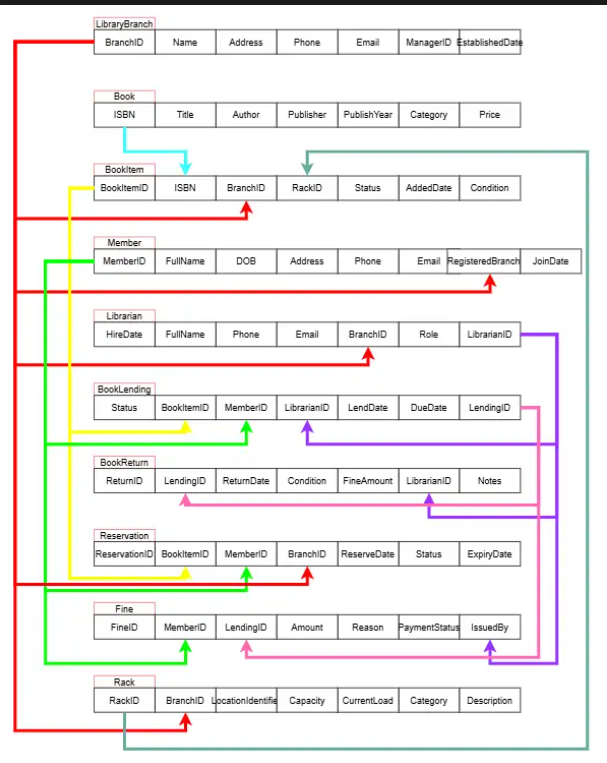 LibraryBranch
BranchID Name Address Phone Email ManagerID EstablishedDate
Book
ISBN Title Author Publisher PublishYear Category Price
BookItem
BookItemID ISBN BranchID RackID Status AddedDate Condition
Member
MemberID FullName DOB Address Phone Email RegisteredBranch JoinDate
Librarian
HireDate FullName Phone Email BranchID Role LibrarianID
BookLending
Status BookItemID MemberID LibrarianID LendDate DueDate LendingID
BookReturn
ReturnID LendingID ReturnDate Condition FineAmount LibrarianID Notes
Reservation
ReservationID BookItemID MemberID BranchID ReserveDate Status ExpiryDate
Fine
FineID MemberID LendingID Amount Reason PaymentStatus IssuedBy
Rack
RackID BranchID LocationIdentifie Capacity CurrentLoad Category Description